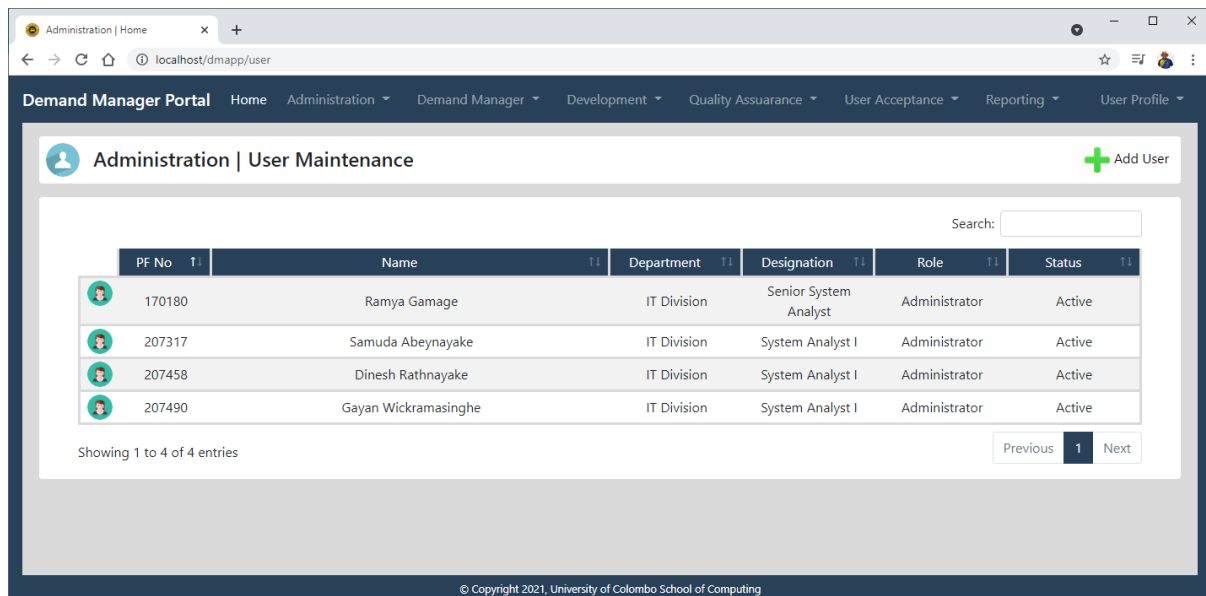 Administration | Home
localhost/dmapp/user
Demand Manager Portal Home Administration Demand Manager Development Quality Assuarance User Acceptance Reporting User Profile
Administration | User Maintenance Add User
Search:
PF No Name Department Designation Role Status
170180 Ramya Gamage IT Division Senior System Analyst Administrator Active
207317 Samuda Abeynayake IT Division System Analyst I Administrator Active
207458 Dinesh Rathnayake IT Division System Analyst I Administrator Active
207490 Gayan Wickramasinghe IT Division System Analyst I Administrator Active
Showing 1 to 4 of 4 entries Previous 1 Next
© Copyright 2021, University of Colombo School of Computing